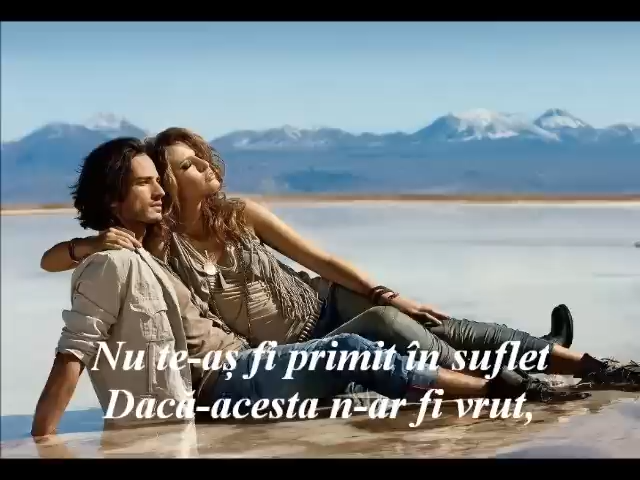 Nu te-aș fi primit în suflet
Dacă-acesta n-ar fi vrut,